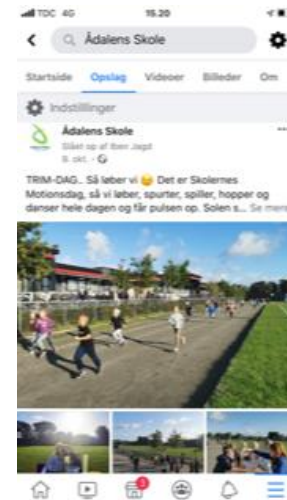 TDC 4G 15.20
Ådalens Skole
Startside Opslag Videoer Billeder Om
Indstillinger
Ådalens Skole
Slået op af Iben Jagd
9. okt.
TRIM-DAG.. Så løber vi Det er Skolernes
Motionsdag, så vi løber, spurter, spiller, hopper og
danser hele dagen og får pulsen op. Solen s... Se mere
3